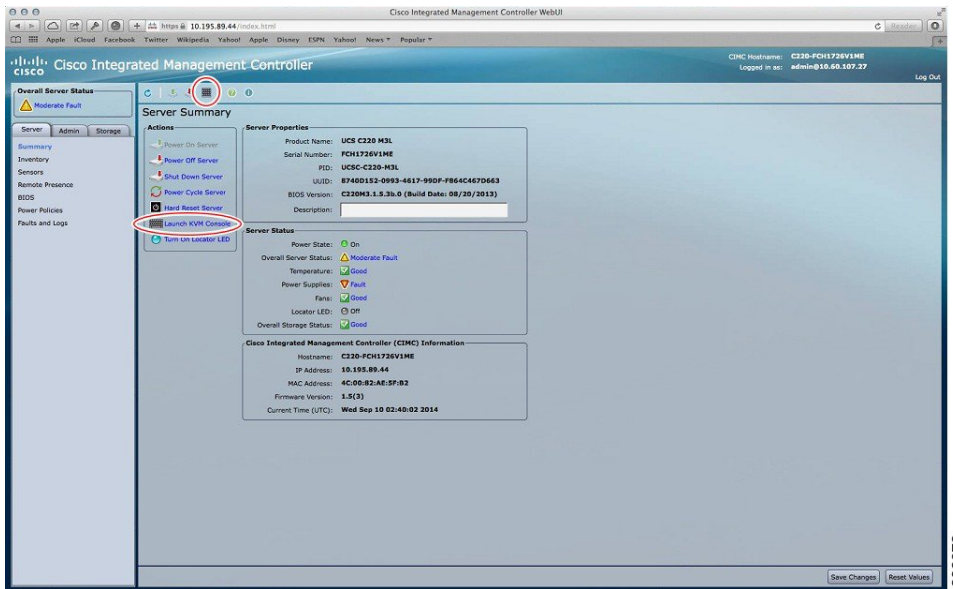 Cisco Integrated Management Controller WebUI
https 10.195.89.44/index.html
Reader
Apple iCloud Facebook Twitter Wikipedia Yahoo! Apple Disney ESPN Yahoo! News Popular
CISCO
Cisco Integrated Management Controller
CIMC Hostname: C220-FCH1726V1ME
Logged in as: admin@10.60.107.27
Log Out
Overall Server Status
Moderate Fault
Server Admin Storage
Summary
Inventory
Sensors
Remote Presence
BIOS
Power Policies
Faults and Logs
Server Summary
Actions
Power On Server
Power Off Server
Shut Down Server
Power Cycle Server
Hard Reset Server
Launch KVM Console
Turn On Locator LED
Server Properties
Product Name: UCS C220 M3L
Serial Number: FCH1726V1ME
PID: UCSC-C220-M3L
UUID: 8740D152-0993-4617-99DF-F864C467D663
BIOS Version: C220M3.1.5.3b.0 (Build Date: 08/20/2013)
Description:
Server Status
Power State: On
Overall Server Status: Moderate Fault
Temperature: Good
Power Supplies: Fault
Fans: Good
Locator LED: Off
Overall Storage Status: Good
Cisco Integrated Management Controller (CIMC) Information
Hostname: C220-FCH1726V1ME
IP Address: 10.195.89.44
MAC Address: 4C:00:82:AE:5F:B2
Firmware Version: 1.5(3)
Current Time (UTC): Wed Sep 10 02:40:02 2014
Save Changes Reset Values